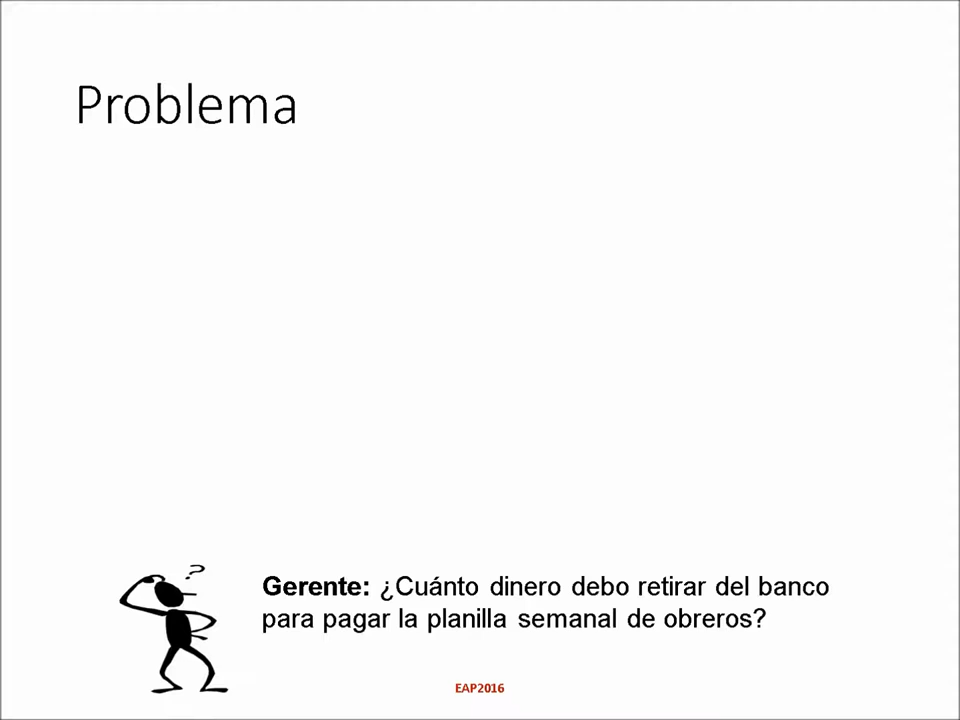 Problema
?
Gerente: ¿Cuánto dinero debo retirar del banco
para pagar la planilla semanal de obreros?
EAP2016